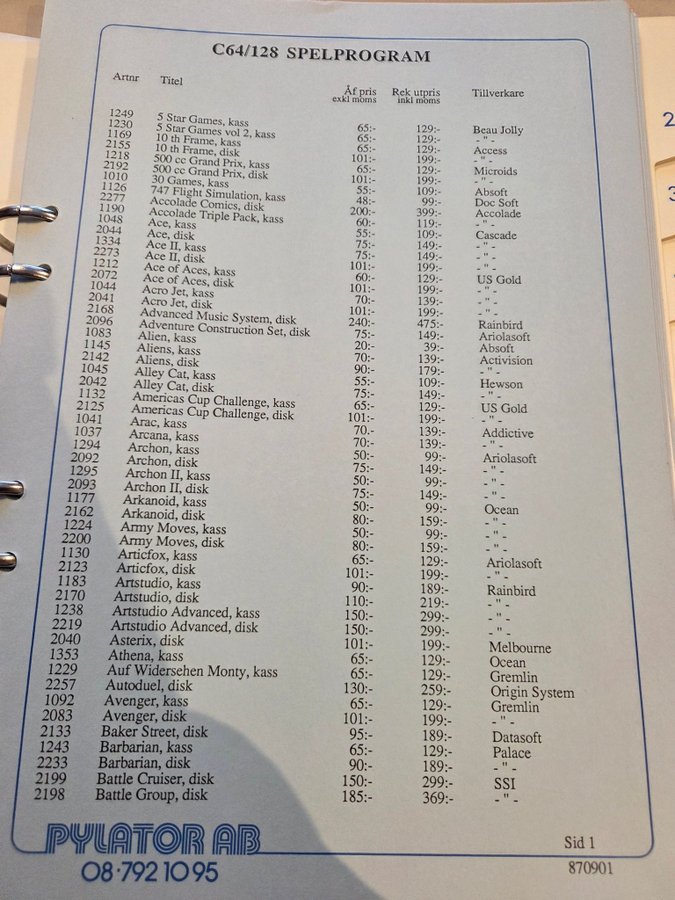 C64/128 SPELPROGRAM
Artnr Titel Åf pris exkl moms Rek utpris inkl moms Tillverkare
1249 5 Star Games, kass 65:- 129:- Beau Jolly
1230 5 Star Games vol 2, kass 65:- 129:- - " -
1169 10 th Frame, kass 65:- 129:- Access
2155 10 th Frame, disk 101:- 199:- - " -
1218 500 cc Grand Prix, kass 65:- 129:- Microids
2192 500 cc Grand Prix, disk 101:- 199:- - " -
1010 30 Games, kass 55:- 109:- Absoft
1126 747 Flight Simulation, kass 48:- 99:- Doc Soft
2277 Accolade Comics, disk 200:- 399:- Accolade
1190 Accolade Triple Pack, kass 60:- 119:- - " -
1048 Ace, kass 55:- 109:- Cascade
2044 Ace, disk 75:- 149:- - " -
1334 Ace II, kass 75:- 149:- - " -
2273 Ace II, disk 101:- 199:- - " -
1212 Ace of Aces, kass 60:- 129:- US Gold
2072 Ace of Aces, disk 101:- 199:- - " -
1044 Acro Jet, kass 70:- 139:- - " -
2041 Acro Jet, disk 101:- 199:- - " -
2168 Advanced Music System, disk 240:- 475:- Rainbird
2096 Adventure Construction Set, disk 75:- 149:- Ariolasoft
1083 Alien, kass 20:- 39:- Absoft
1145 Aliens, kass 70:- 139:- Activision
2142 Aliens, disk 90:- 179:- - " -
1045 Alley Cat, kass 55:- 109:- Hewson
2042 Alley Cat, disk 75:- 149:- - " -
1132 Americas Cup Challenge, kass 65:- 129:- US Gold
2125 Americas Cup Challenge, disk 101:- 199:- - " -
1041 Arac, kass 70.- 139:- Addictive
1037 Arcana, kass 70:- 139:- - " -
1294 Archon, kass 50:- 99:- Ariolasoft
2092 Archon, disk 75:- 149:- - " -
1295 Archon II, kass 50:- 99:- - " -
2093 Archon II, disk 75:- 149:- - " -
1177 Arkanoid, kass 50:- 99:- Ocean
2162 Arkanoid, disk 80:- 159:- - " -
1224 Army Moves, kass 50:- 99:- - " -
2200 Army Moves, disk 80:- 159:- - " -
1130 Articfox, kass 65:- 129:- Ariolasoft
2123 Articfox, disk 101:- 199:- - " -
1183 Artstudio, kass 90:- 189:- Rainbird
2170 Artstudio, disk 110:- 219:- - " -
1238 Artstudio Advanced, kass 150:- 299:- - " -
2219 Artstudio Advanced, disk 150:- 299:- - " -
2040 Asterix, disk 101:- 199:- Melbourne
1353 Athena, kass 65:- 129:- Ocean
1229 Auf Widersehen Monty, kass 65:- 129:- Gremlin
2257 Autoduel, disk 130:- 259:- Origin System
1092 Avenger, kass 65:- 129:- Gremlin
2083 Avenger, disk 101:- 199:- - " -
2133 Baker Street, disk 95:- 189:- Datasoft
1243 Barbarian, kass 65:- 129:- Palace
2233 Barbarian, disk 90:- 189:- - " -
2199 Battle Cruiser, disk 150:- 299:- SSI
2198 Battle Group, disk 185:- 369:- - " -
PYLATOR AB
08·792 10 95
Sid 1
870901
2